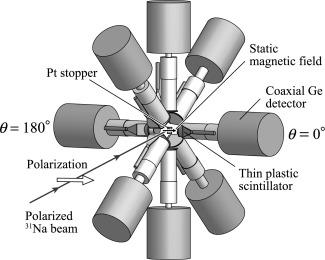 Pt stopper
Static
magnetic field
Coaxial Ge
detector
θ = 180°
θ = 0°
Polarization
Thin plastic
scintillator
Polarized
³¹Na beam